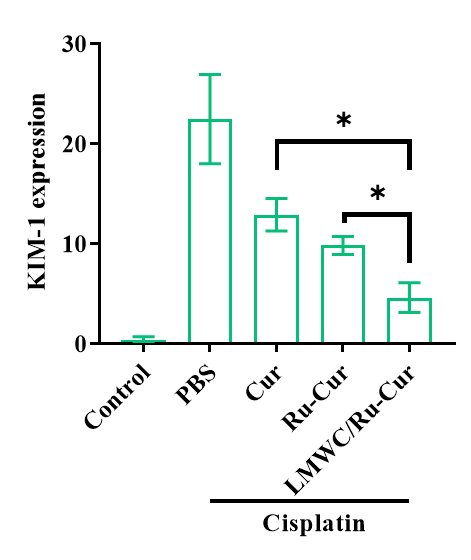 KIM-1 expression
30
20
10
0
*
*
Control
PBS
Cur
Ru-Cur
LMWC/Ru-Cur
Cisplatin